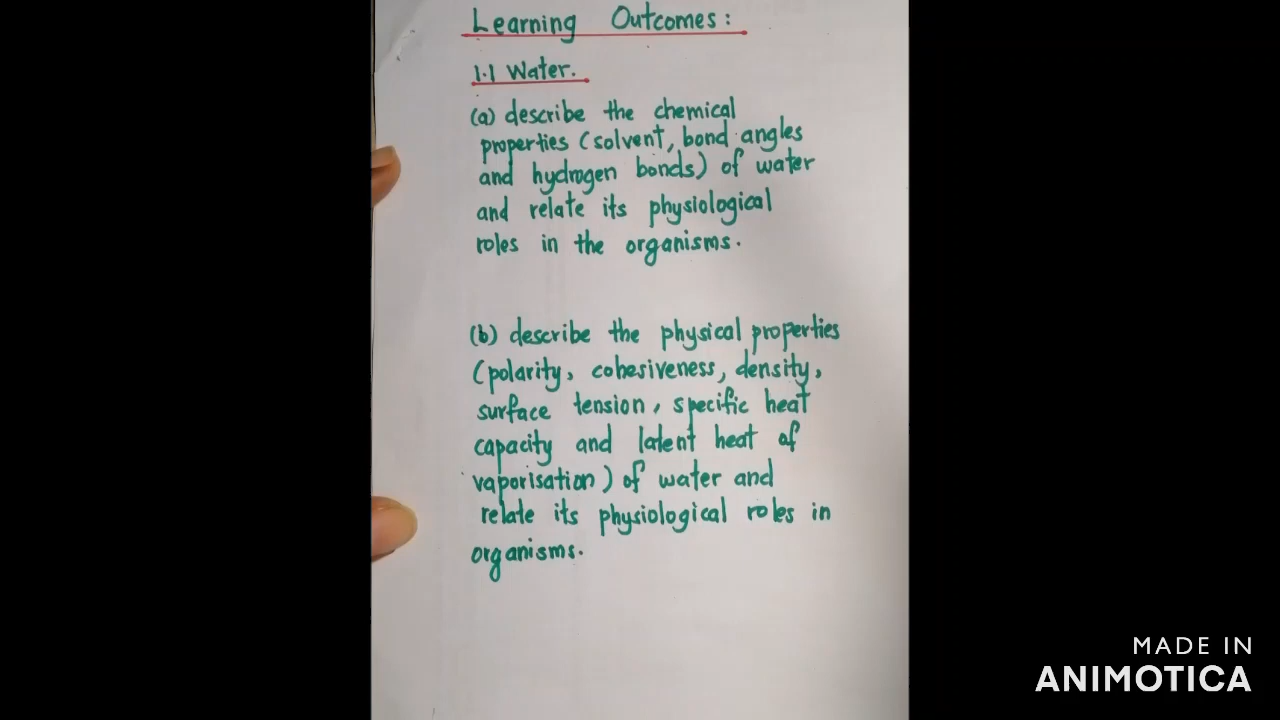 Learning Outcomes:
1.1 Water.
(a) describe the chemical
properties (solvent, bond angles
and hydrogen bonds) of water
and relate its physiological
roles in the organisms.
(b) describe the physical properties
(polarity, cohesiveness, density,
surface tension, specific heat
capacity and latent heat of
vaporisation) of water and
relate its physiological roles in
organisms.
MADE IN
ANIMOTICA